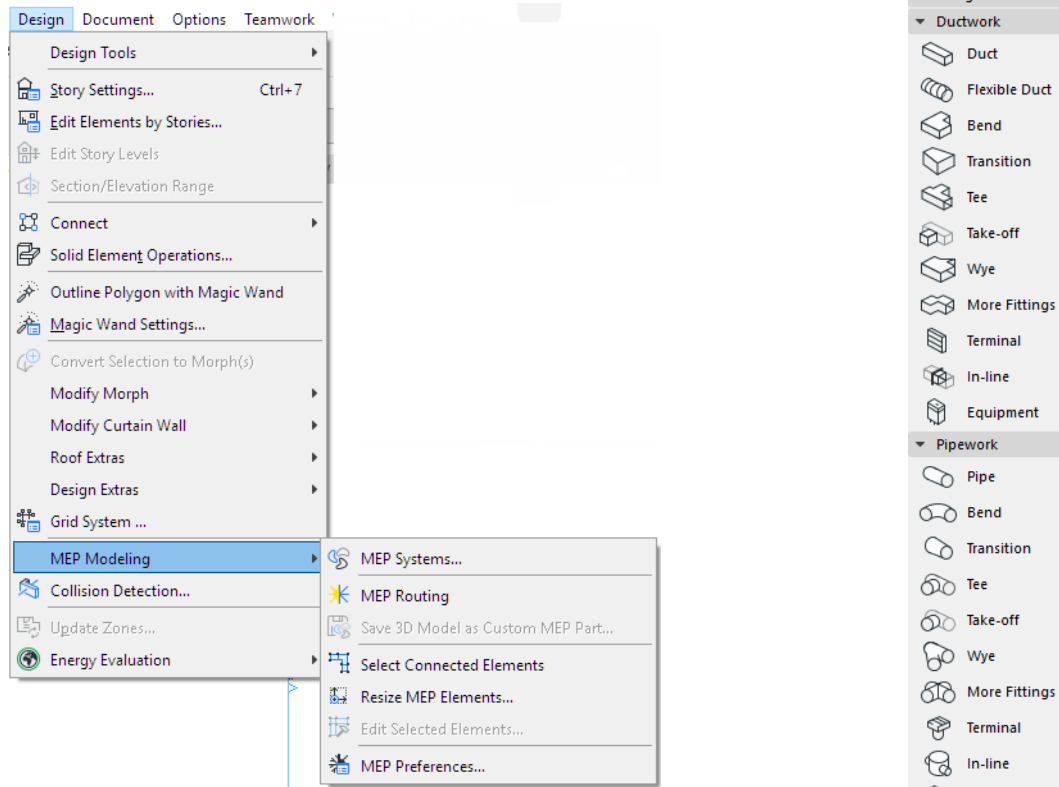 Design Document Options Teamwork
Design Tools
Story Settings... Ctrl+7
Edit Elements by Stories...
Edit Story Levels
Section/Elevation Range
Connect
Solid Element Operations...
Outline Polygon with Magic Wand
Magic Wand Settings...
Convert Selection to Morph(s)
Modify Morph
Modify Curtain Wall
Roof Extras
Design Extras
Grid System ...
MEP Modeling
Collision Detection...
Update Zones...
Energy Evaluation
MEP Systems...
MEP Routing
Save 3D Model as Custom MEP Part...
Select Connected Elements
Resize MEP Elements...
Edit Selected Elements...
MEP Preferences...
Ductwork
Duct
Flexible Duct
Bend
Transition
Tee
Take-off
Wye
More Fittings
Terminal
In-line
Equipment
Pipework
Pipe
Bend
Transition
Tee
Take-off
Wye
More Fittings
Terminal
In-line